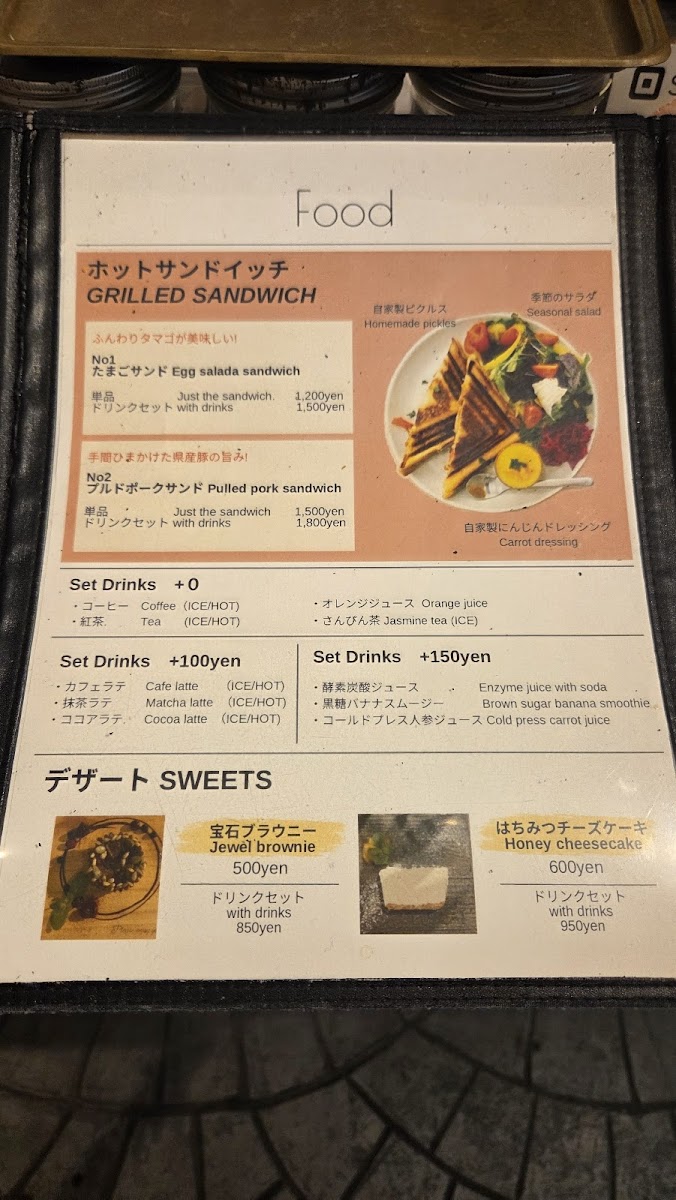 S
Food
ホットサンドイッチ
GRILLED SANDWICH
自家製ピクルス
Homemade pickles
季節のサラダ
Seasonal salad
ふんわりタマゴが美味しい!
No1
たまごサンド Egg salada sandwich
単品 Just the sandwich. 1,200yen
ドリンクセット with drinks 1,500yen
手間ひまかけた県産豚の旨み!
No2
プルドポークサンド Pulled pork sandwich
単品 Just the sandwich 1,500yen
ドリンクセット with drinks 1,800yen
自家製にんじんドレッシング
Carrot dressing
Set Drinks +0
・コーヒー Coffee (ICE/HOT)
・紅茶. Tea (ICE/HOT)
・オレンジジュース Orange juice
・さんぴん茶 Jasmine tea (ICE)
Set Drinks +100yen
・カフェラテ Cafe latte (ICE/HOT)
・抹茶ラテ Matcha latte (ICE/HOT)
・ココアラテ. Cocoa latte (ICE/HOT)
Set Drinks +150yen
・酵素炭酸ジュース Enzyme juice with soda
・黒糖バナナスムージー Brown sugar banana smoothie
・コールドプレス人参ジュース Cold press carrot juice
デザート SWEETS
宝石ブラウニー
Jewel brownie
500yen
ドリンクセット
with drinks
850yen
はちみつチーズケーキ
Honey cheesecake
600yen
ドリンクセット
with drinks
950yen